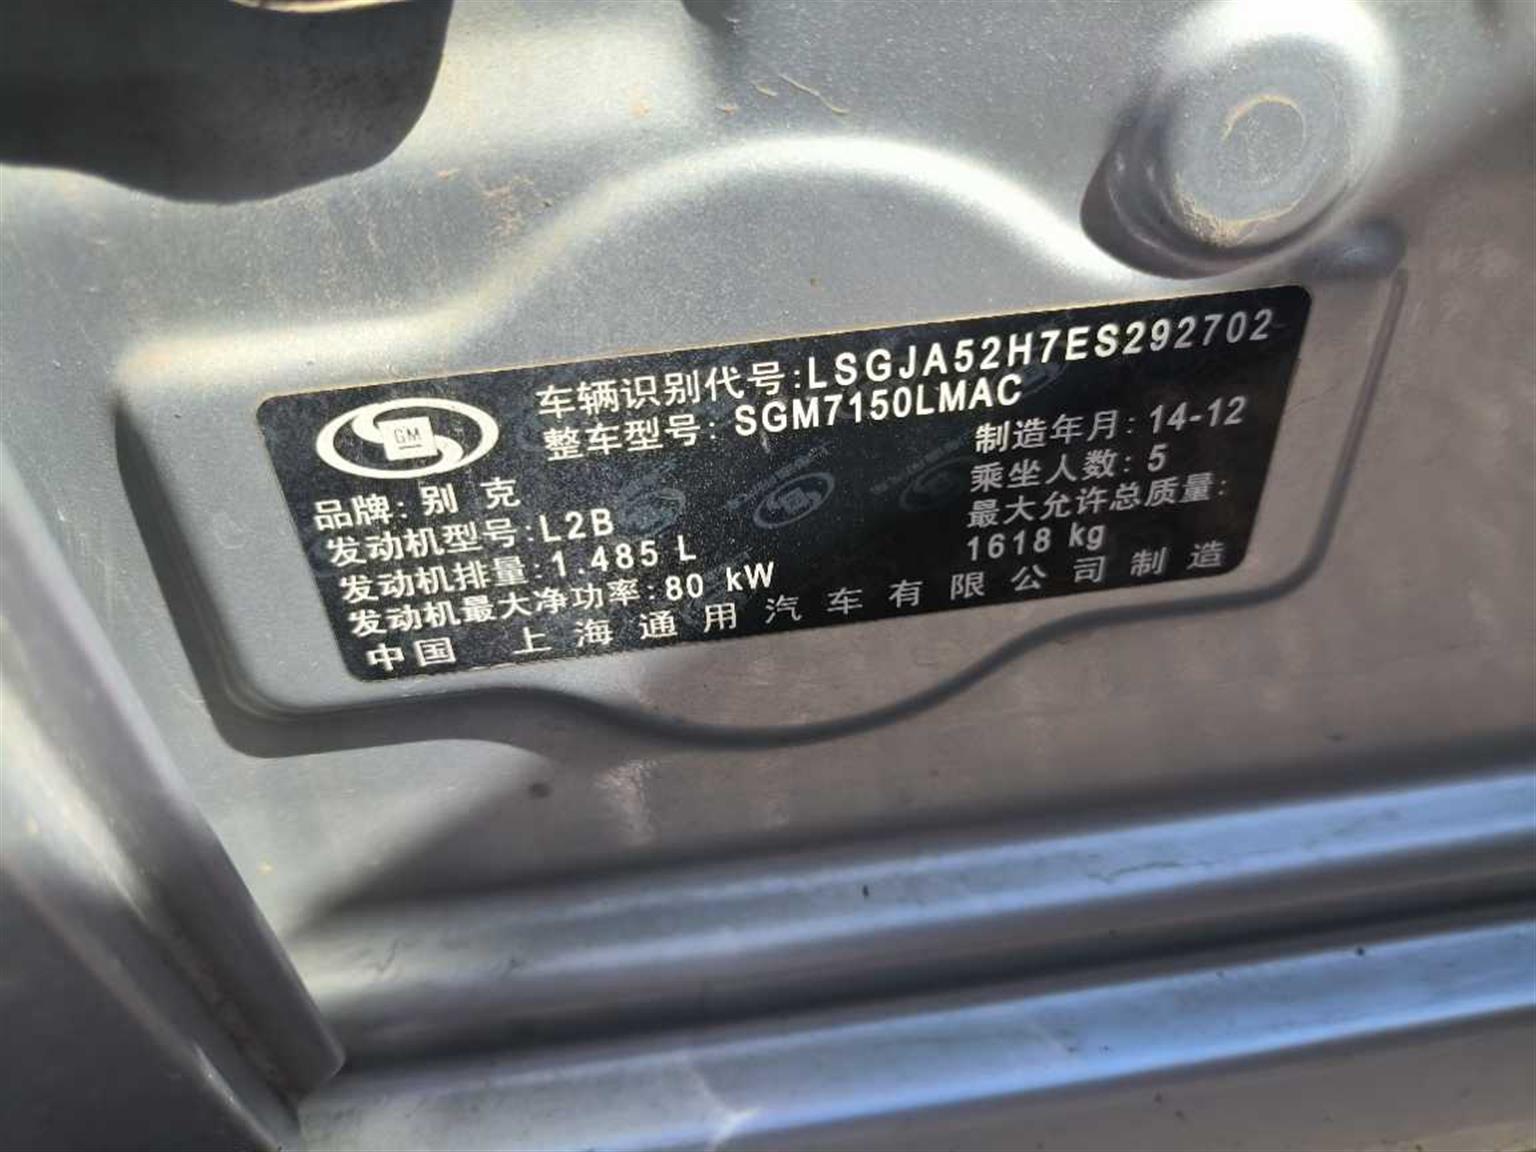 车辆识别代号:LSGJA52H7ES292702
整车型号: SGM7150LMAC
GM
品牌: 别 克
制造年月: 14-12
发动机型号:L2B
乘坐人数: 5
发动机排量:1.485 L
最大允许总质量:
1618 kg
发动机最大净功率:80 kW
中国 上海通用汽车有限公司制造